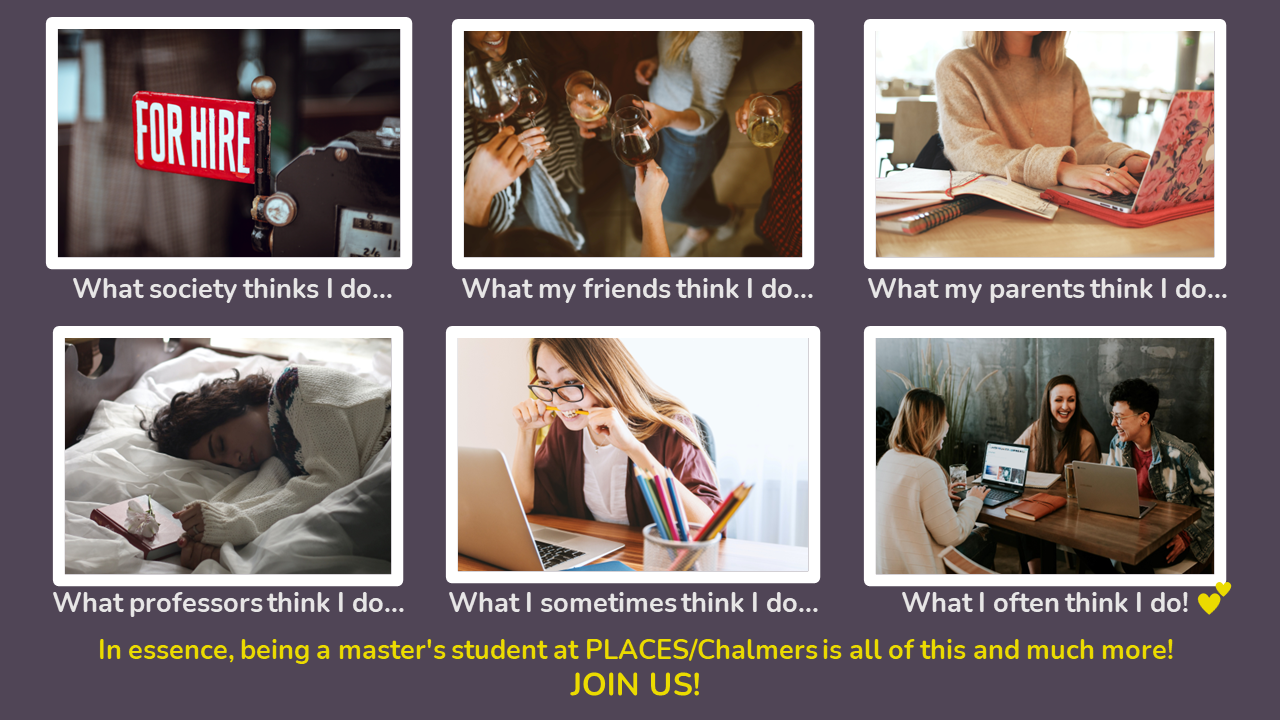 FOR HIRE
What society thinks I do...
What my friends think I do...
What my parents think I do...
What professors think I do...
What I sometimes think I do...
What I often think I do!
In essence, being a master's student at PLACES/Chalmers is all of this and much more!
JOIN US!